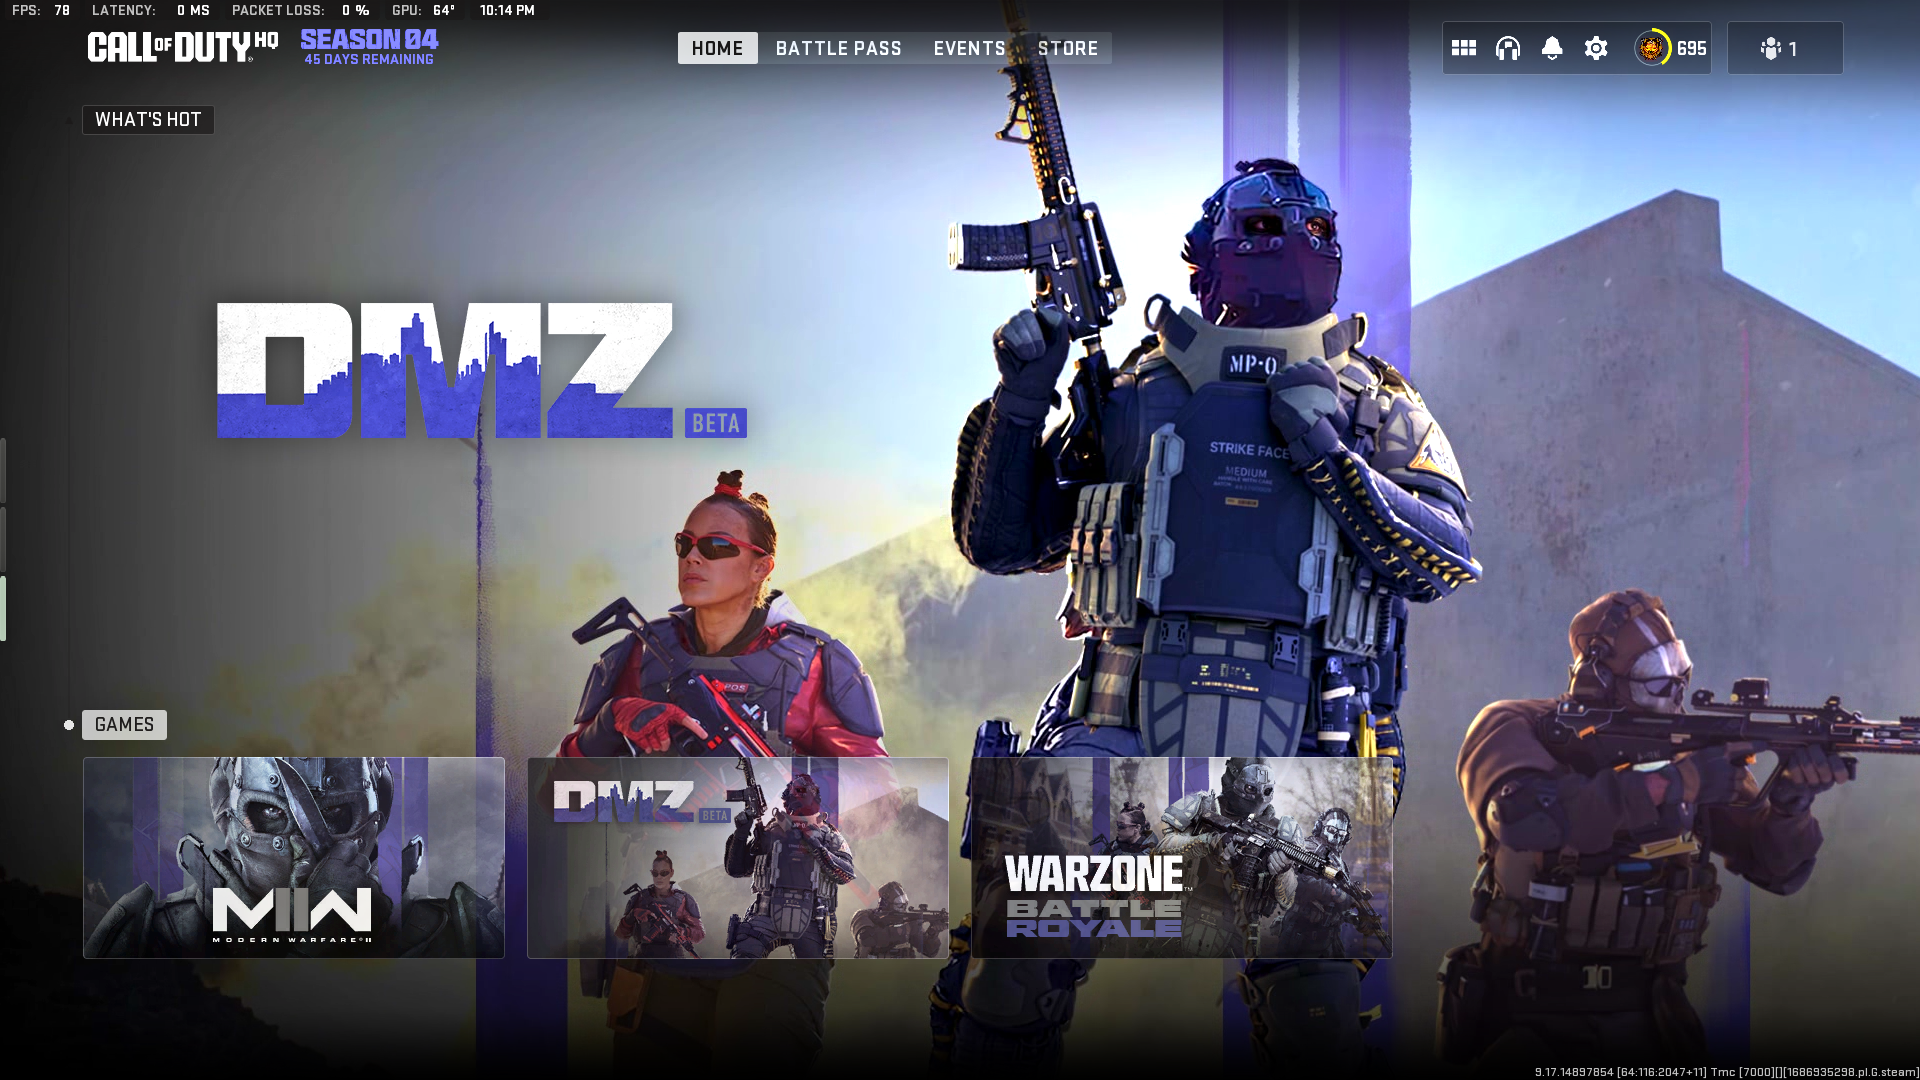 FPS: 78 LATENCY: 0 MS PACKET LOSS: 0 % GPU: 64° 10:14 PM
CALL OF DUTY HQ
SEASON 04
45 DAYS REMAINING
HOME BATTLE PASS EVENTS STORE
695
1
WHAT'S HOT
DMZ
BETA
MP-0
STRIKE FACE
MEDIUM
GAMES
MWII
MODERN WARFARE II
DMZ
BETA
WARZONE™
BATTLE
ROYALE
9.17.14897854 [64:116:2047+11] Tmc [7000][][1686935298.pl.G.steam]